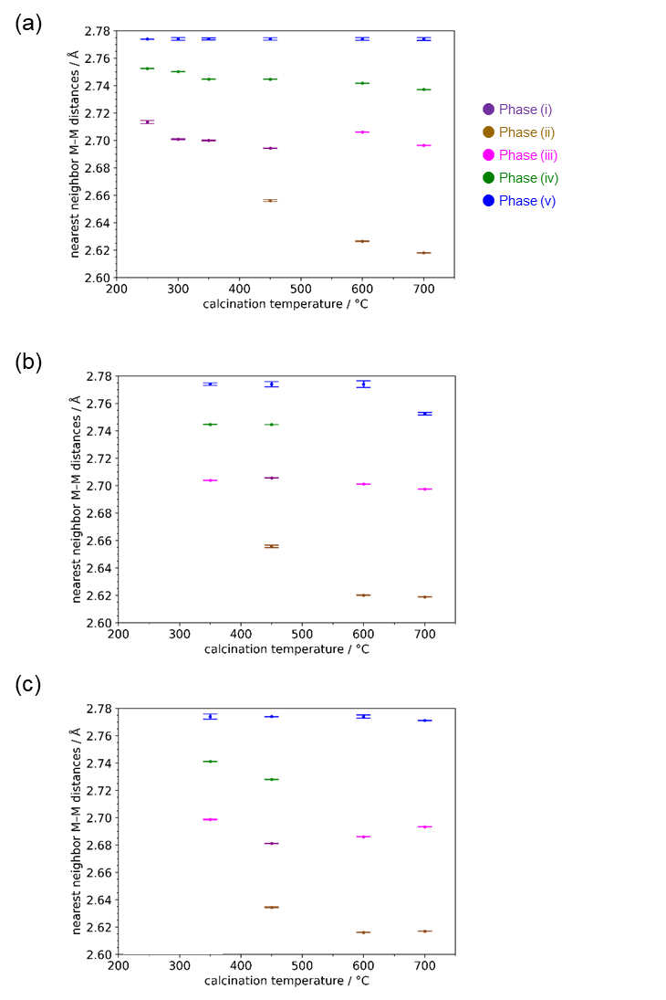 (a)
nearest neighbor M–M distances / Å
2.78
2.76
2.74
2.72
2.70
2.68
2.66
2.64
2.62
2.60
200 300 400 500 600 700
calcination temperature / °C
Phase (i)
Phase (ii)
Phase (iii)
Phase (iv)
Phase (v)
(b)
nearest neighbor M–M distances / Å
2.78
2.76
2.74
2.72
2.70
2.68
2.66
2.64
2.62
2.60
200 300 400 500 600 700
calcination temperature / °C
(c)
nearest neighbor M–M distances / Å
2.78
2.76
2.74
2.72
2.70
2.68
2.66
2.64
2.62
2.60
200 300 400 500 600 700
calcination temperature / °C